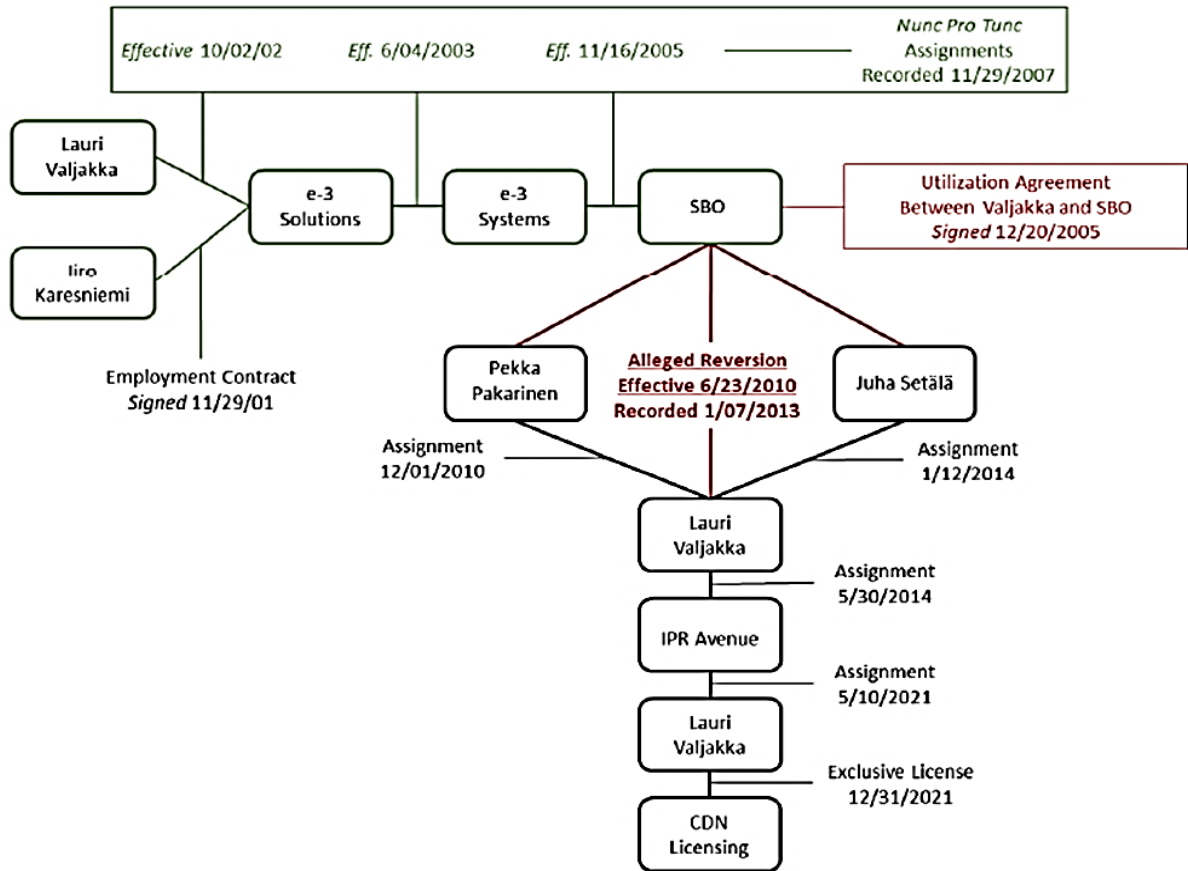 Effective 10/02/02
Eff. 6/04/2003
Eff. 11/16/2005
Nunc Pro Tunc
Assignments
Recorded 11/29/2007
Lauri
Valjakka
Iiro
Karesniemi
e-3
Solutions
e-3
Systems
SBO
Utilization Agreement
Between Valjakka and SBO
Signed 12/20/2005
Employment Contract
Signed 11/29/01
Pekka
Pakarinen
Alleged Reversion
Effective 6/23/2010
Recorded 1/07/2013
Juha Setälä
Assignment
12/01/2010
Assignment
1/12/2014
Lauri
Valjakka
Assignment
5/30/2014
IPR Avenue
Assignment
5/10/2021
Lauri
Valjakka
Exclusive License
12/31/2021
CDN
Licensing